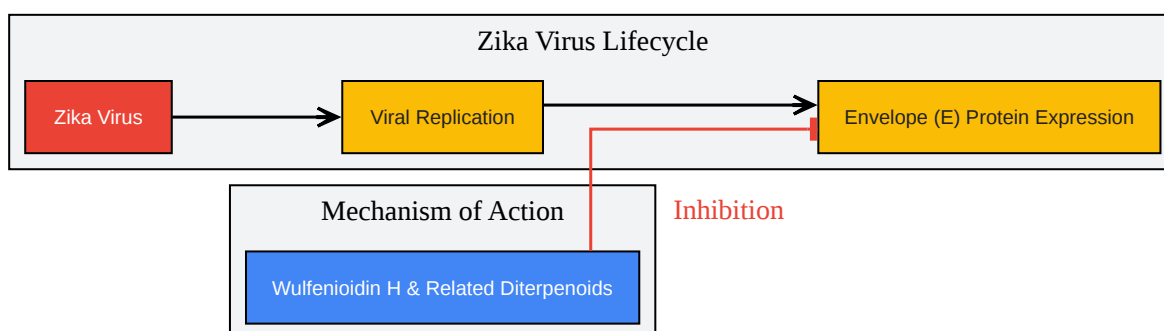 Zika Virus Lifecycle
Zika Virus
Viral Replication
Envelope (E) Protein Expression
Mechanism of Action
Inhibition
Wulfenioidin H & Related Diterpenoids